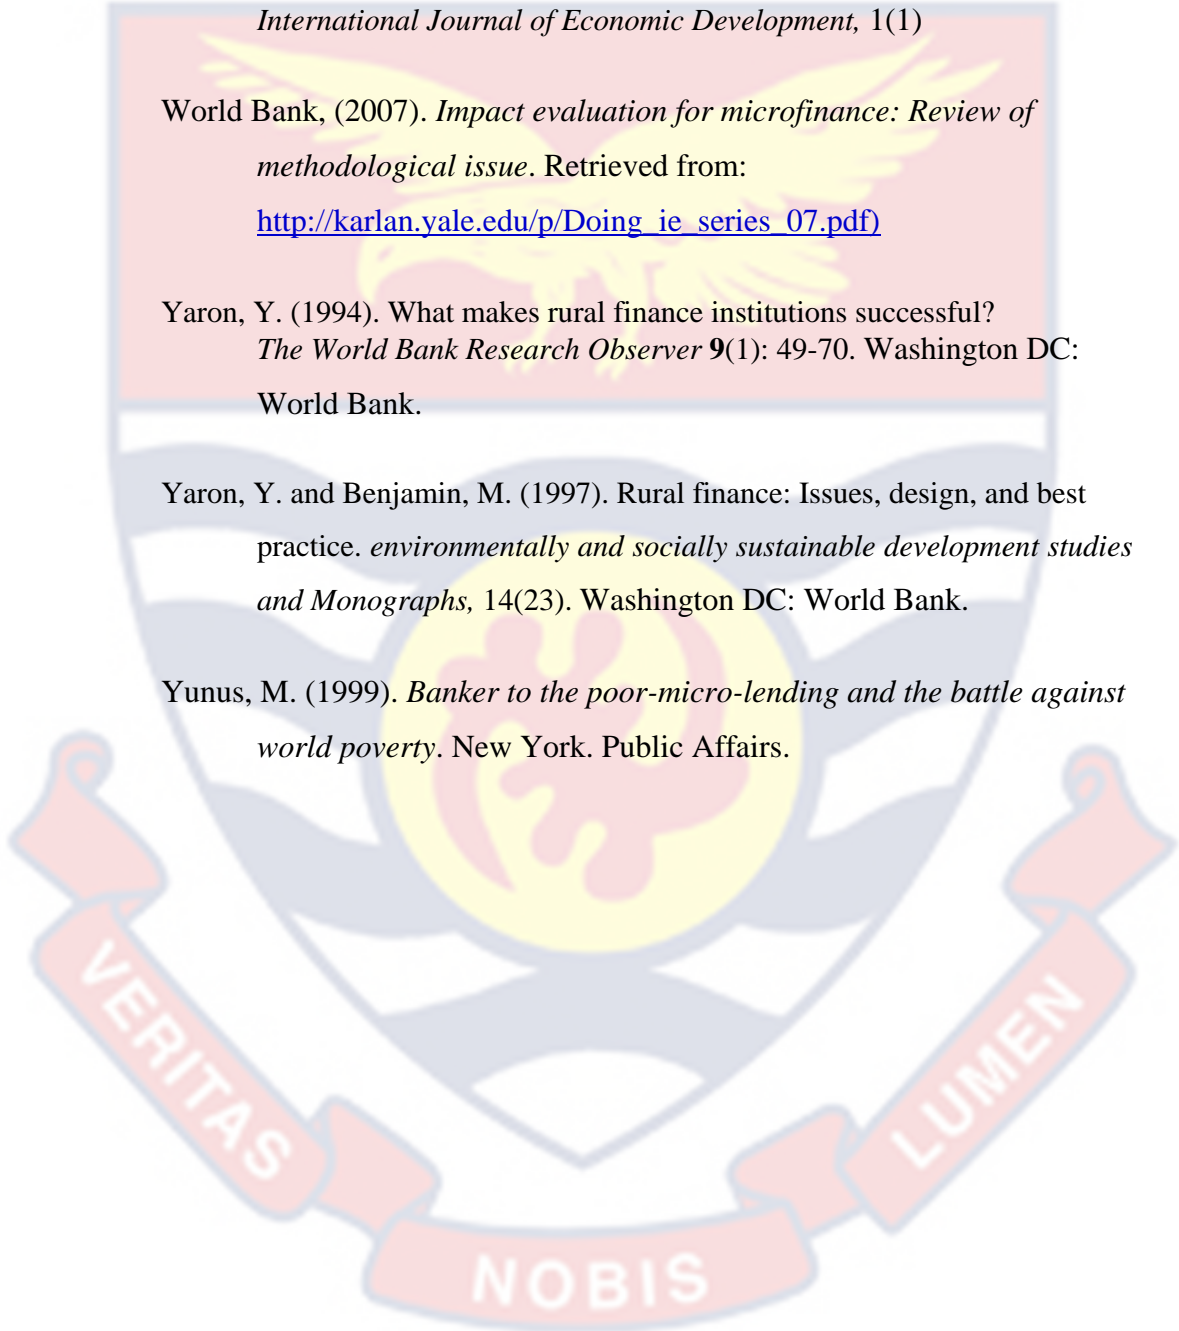 International Journal of Economic Development, 1(1)
World Bank, (2007). Impact evaluation for microfinance: Review of
methodological issue. Retrieved from:
http://karlan.yale.edu/p/Doing_ie_series_07.pdf)
Yaron, Y. (1994). What makes rural finance institutions successful?
The World Bank Research Observer 9(1): 49-70. Washington DC:
World Bank.
Yaron, Y. and Benjamin, M. (1997). Rural finance: Issues, design, and best
practice. environmentally and socially sustainable development studies
and Monographs, 14(23). Washington DC: World Bank.
Yunus, M. (1999). Banker to the poor-micro-lending and the battle against
world poverty. New York. Public Affairs.
VERITAS
NOBIS
LUMEN